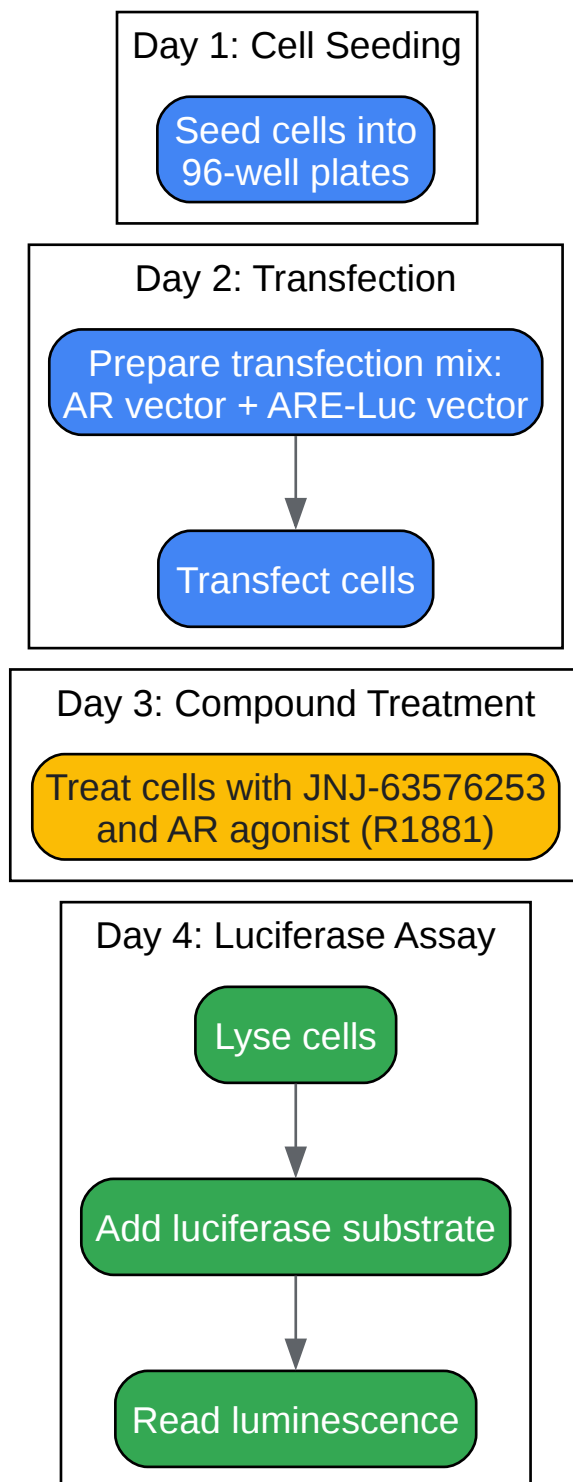 Day 1: Cell Seeding
Seed cells into
96-well plates
Day 2: Transfection
Prepare transfection mix:
AR vector + ARE-Luc vector
Transfect cells
Day 3: Compound Treatment
Treat cells with JNJ-63576253
and AR agonist (R1881)
Day 4: Luciferase Assay
Lyse cells
Add luciferase substrate
Read luminescence